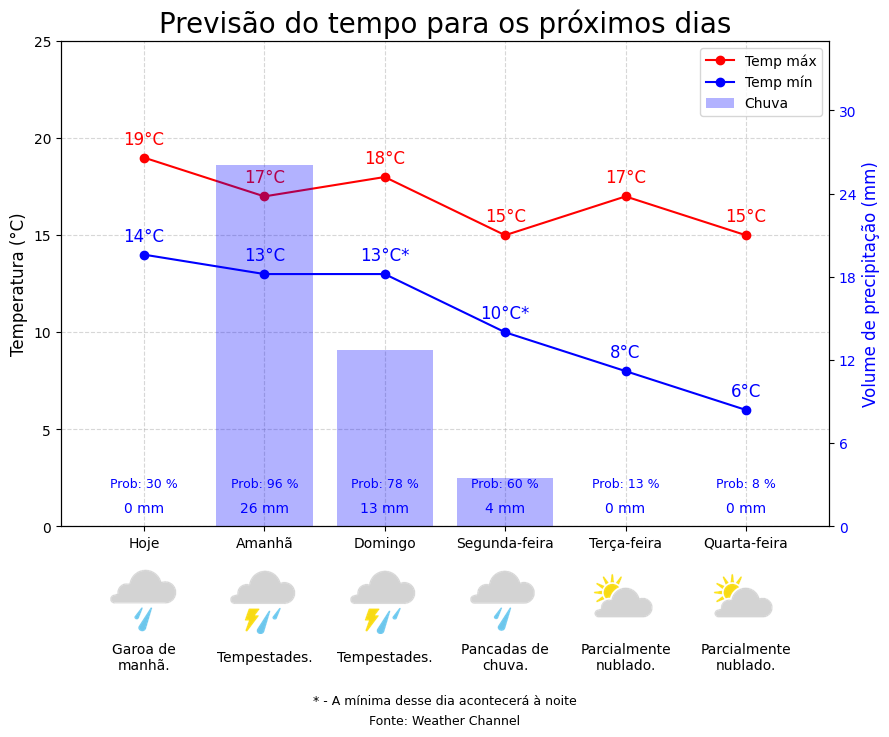 Previsão do tempo para os próximos dias
Temp máx
Temp mín
Chuva
Temperatura (°C)
25
20
15
10
5
0
Volume de precipitação (mm)
30
24
18
12
6
0
19°C
17°C
18°C
15°C
17°C
15°C
14°C
13°C
13°C*
10°C*
8°C
6°C
Prob: 30 %
Prob: 96 %
Prob: 78 %
Prob: 60 %
Prob: 13 %
Prob: 8 %
0 mm
26 mm
13 mm
4 mm
0 mm
0 mm
Hoje
Amanhã
Domingo
Segunda-feira
Terça-feira
Quarta-feira
Garoa de
manhã.
Tempestades.
Tempestades.
Pancadas de
chuva.
Parcialmente
nublado.
Parcialmente
nublado.
* - A mínima desse dia acontecerá à noite
Fonte: Weather Channel